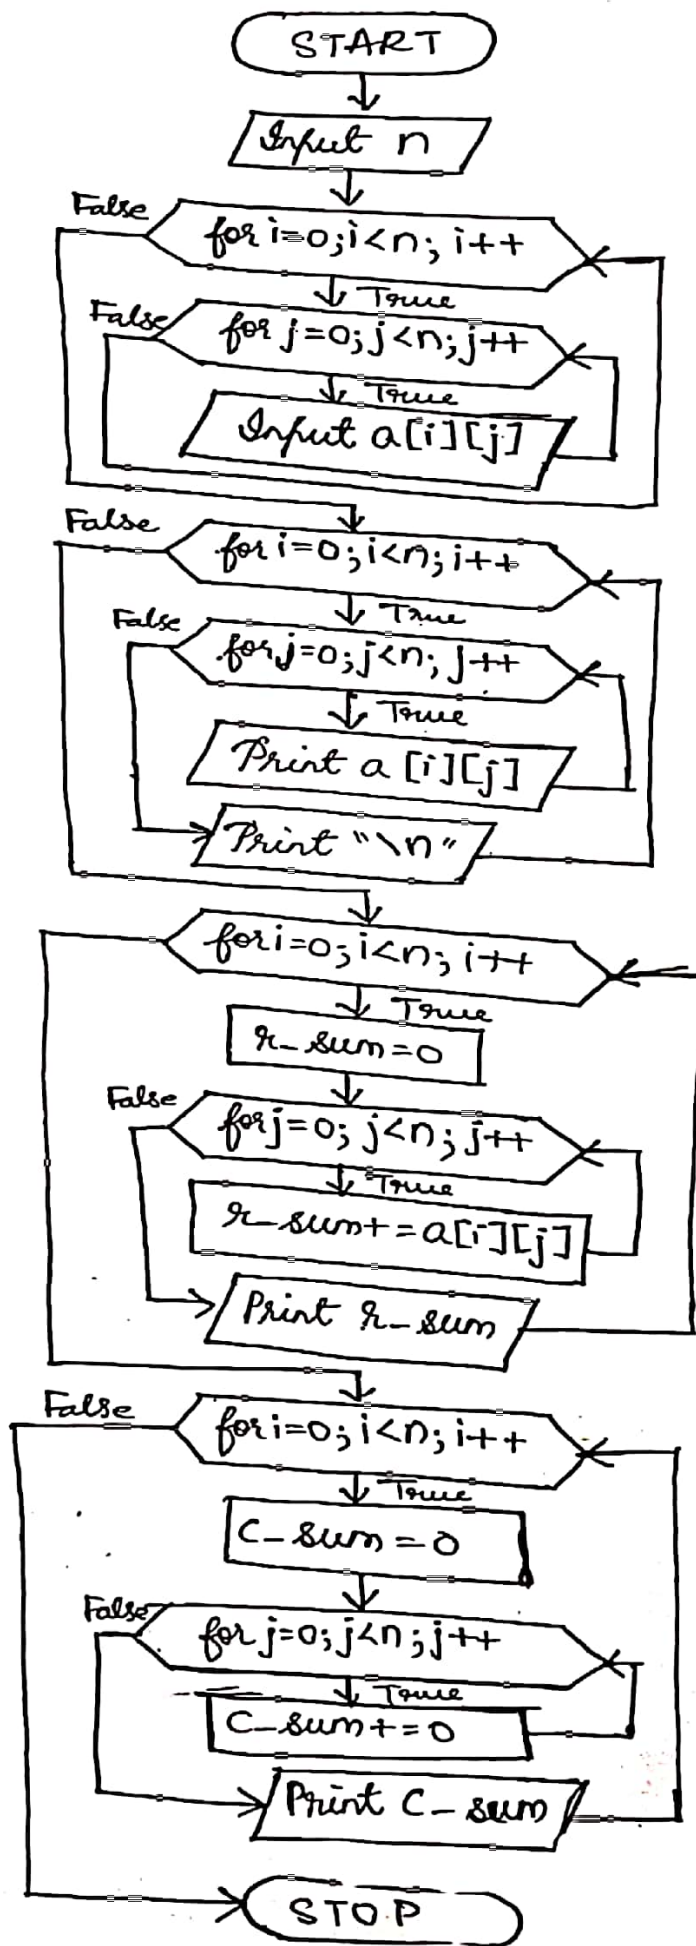 START
Input n
False
for i=0; i<n; i++
True
False
for j=0; j<n; j++
True
Input a[i][j]
False
for i=0; i<n; i++
True
False
for j=0; j<n; j++
True
Print a [i][j]
Print "\n"
for i=0; i<n; i++
True
r_sum=0
False
for j=0; j<n; j++
True
r_sum+=a[i][j]
Print r_sum
False
for i=0; i<n; i++
True
C_sum=0
False
for j=0; j<n; j++
True
C_sum+=0
Print C_sum
STOP